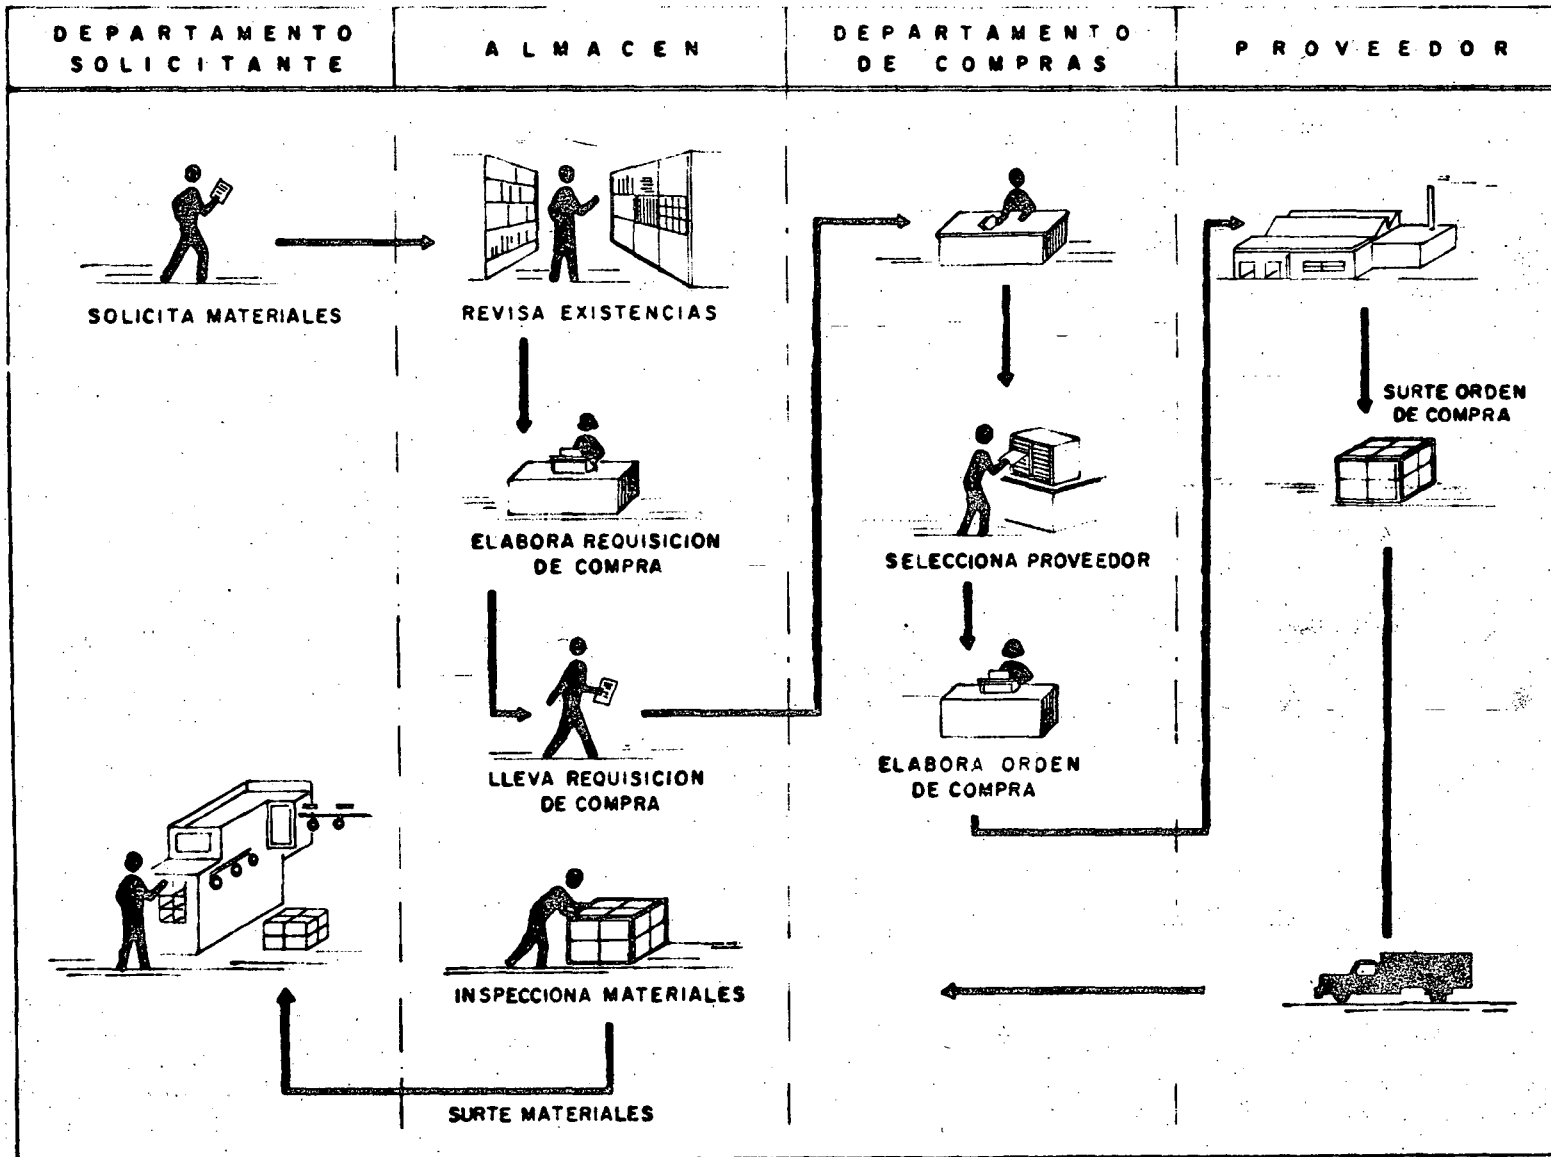 DEPARTAMENTO
SOLICITANTE
ALMACEN
DEPARTAMENTO
DE COMPRAS
PROVEEDOR
SOLICITA MATERIALES
REVISA EXISTENCIAS
ELABORA REQUISICION
DE COMPRA
LLEVA REQUISICION
DE COMPRA
INSPECCIONA MATERIALES
SURTE MATERIALES
SELECCIONA PROVEEDOR
ELABORA ORDEN
DE COMPRA
SURTE ORDEN
DE COMPRA